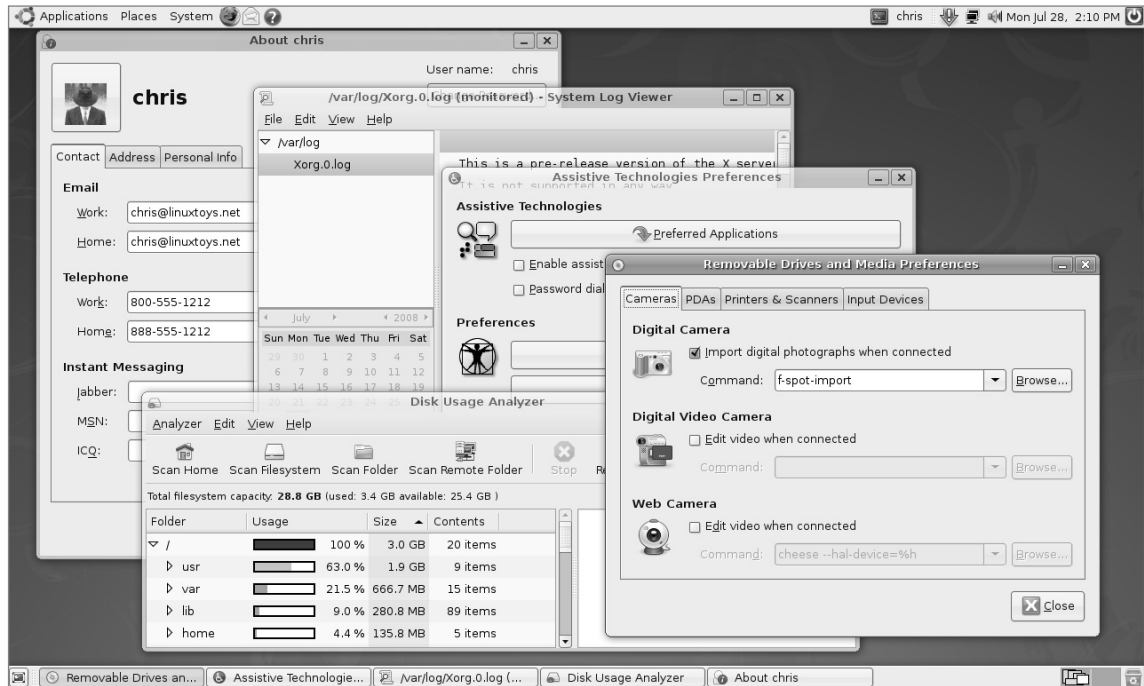 Applications Places System
chris Mon Jul 28, 2:10 PM
About chris
User name: chris
chris
Contact Address Personal Info
Email
Work: chris@linuxtoys.net
Home: chris@linuxtoys.net
Telephone
Work: 800-555-1212
Home: 888-555-1212
Instant Messaging
Jabber:
MSN:
ICQ:
/var/log/Xorg.0.log (monitored) - System Log Viewer
File Edit View Help
/var/log
Xorg.0.log
This is a pre-release version of the X server
It is not supported in any way
July 2008
Sun Mon Tue Wed Thu Fri Sat
29 30 1 2 3 4 5
6 7 8 9 10 11 12
13 14 15 16 17 18 19
20 21 22 23 24 25
Assistive Technologies Preferences
Assistive Technologies
Preferred Applications
Enable assist
Password dial
Preferences
Disk Usage Analyzer
Analyzer Edit View Help
Scan Home Scan Filesystem Scan Folder Scan Remote Folder Stop
Total filesystem capacity: 28.8 GB (used: 3.4 GB available: 25.4 GB )
Folder Usage Size Contents
/ 100 % 3.0 GB 20 items
usr 63.0 % 1.9 GB 9 items
var 21.5 % 666.7 MB 15 items
lib 9.0 % 280.8 MB 89 items
home 4.4 % 135.8 MB 5 items
Removable Drives and Media Preferences
Cameras PDAs Printers & Scanners Input Devices
Digital Camera
Import digital photographs when connected
Command: f-spot-import Browse...
Digital Video Camera
Edit video when connected
Command: Browse...
Web Camera
Edit video when connected
Command: cheese --hal-device=%h Browse...
Close
Removable Drives an... Assistive Technologie... /var/log/Xorg.0.log (... Disk Usage Analyzer About chris